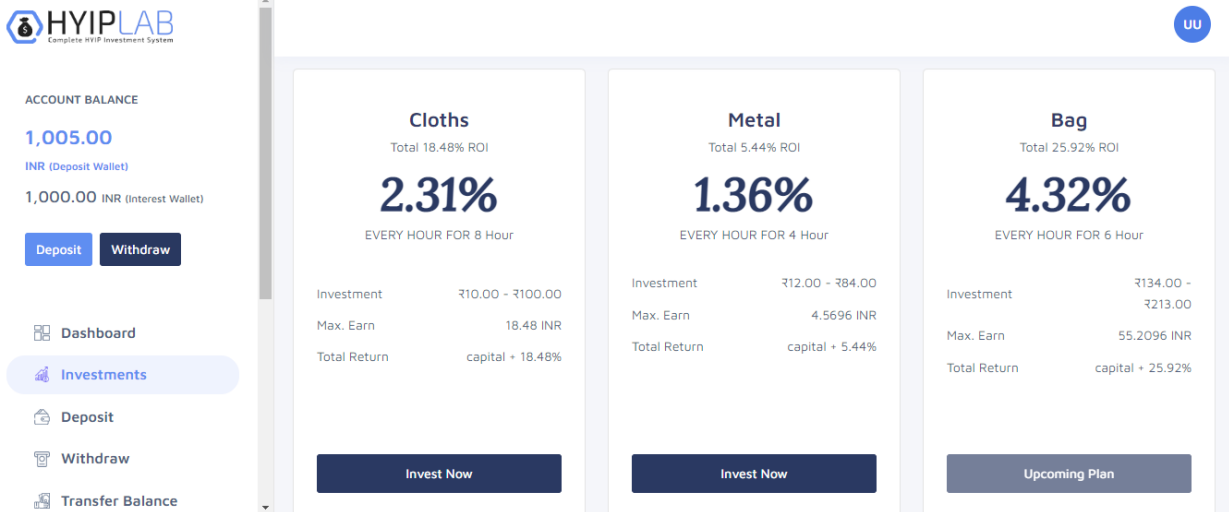 HYIPLAB
Complete HYIP Investment System
UU
ACCOUNT BALANCE
1,005.00
INR (Deposit Wallet)
1,000.00 INR (Interest Wallet)
Deposit
Withdraw
Dashboard
Investments
Deposit
Withdraw
Transfer Balance
Cloths
Total 18.48% ROI
2.31%
EVERY HOUR FOR 8 Hour
Investment ₹10.00 - ₹100.00
Max. Earn 18.48 INR
Total Return capital + 18.48%
Invest Now
Metal
Total 5.44% ROI
1.36%
EVERY HOUR FOR 4 Hour
Investment ₹12.00 - ₹84.00
Max. Earn 4.5696 INR
Total Return capital + 5.44%
Invest Now
Bag
Total 25.92% ROI
4.32%
EVERY HOUR FOR 6 Hour
Investment ₹134.00 -
₹213.00
Max. Earn 55.2096 INR
Total Return capital + 25.92%
Upcoming Plan